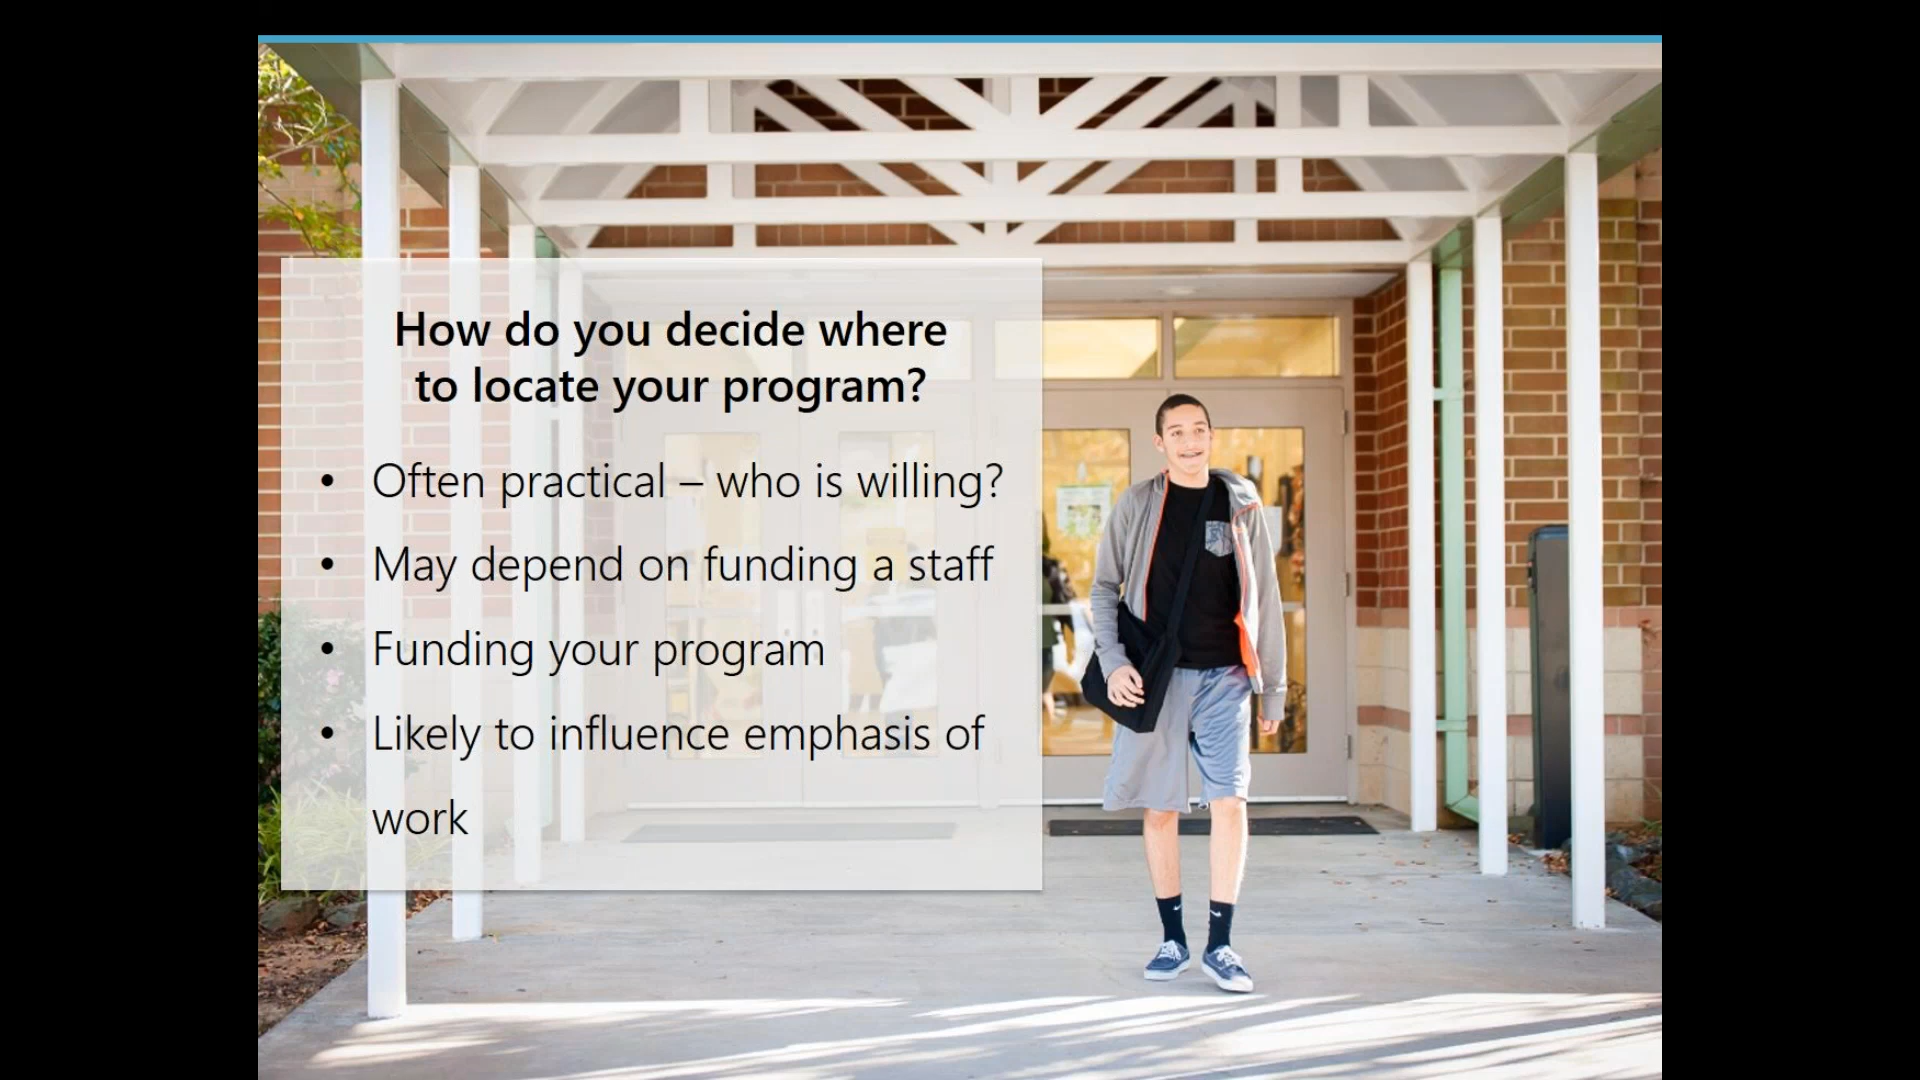 How do you decide where
to locate your program?
• Often practical – who is willing?
• May depend on funding a staff
• Funding your program
• Likely to influence emphasis of
work